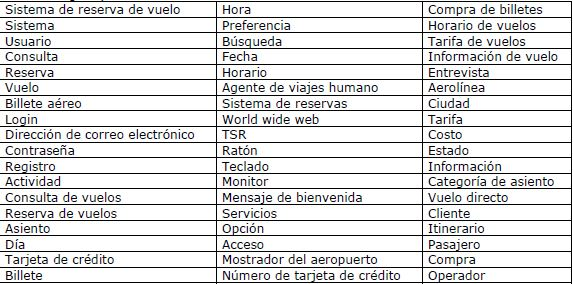 Sistema de reserva de vuelo Hora Compra de billetes
Sistema Preferencia Horario de vuelos
Usuario Búsqueda Tarifa de vuelos
Consulta Fecha Información de vuelo
Reserva Horario Entrevista
Vuelo Agente de viajes humano Aerolínea
Billete aéreo Sistema de reservas Ciudad
Login World wide web Tarifa
Dirección de correo electrónico TSR Costo
Contraseña Ratón Estado
Registro Teclado Información
Actividad Monitor Categoría de asiento
Consulta de vuelos Mensaje de bienvenida Vuelo directo
Reserva de vuelos Servicios Cliente
Asiento Opción Itinerario
Día Acceso Pasajero
Tarjeta de crédito Mostrador del aeropuerto Compra
Billete Número de tarjeta de crédito Operador